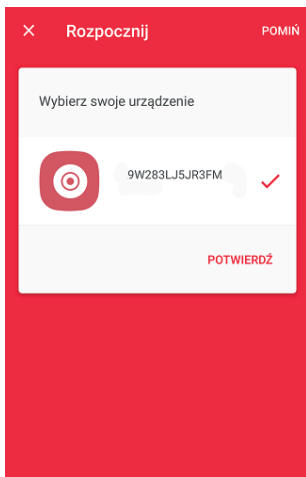 Rozpocznij
POMIŃ
Wybierz swoje urządzenie
9W283LJ5JR3FM
POTWIERDŹ